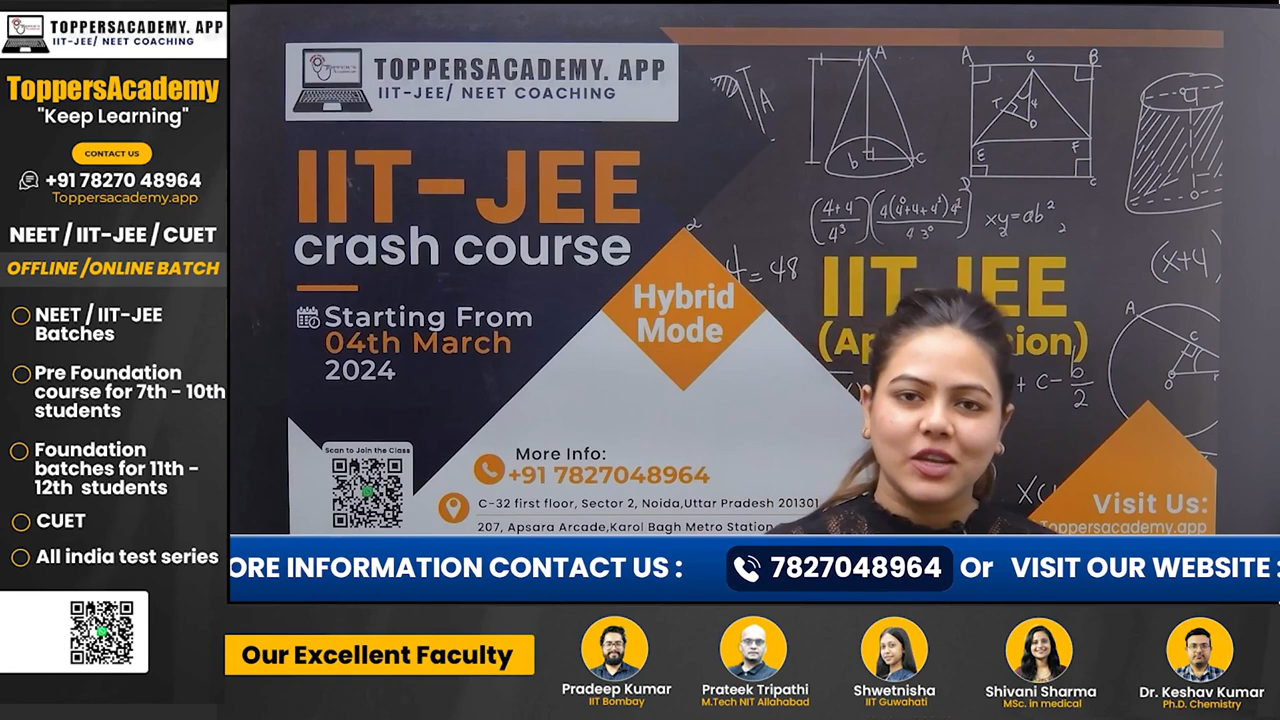 TOPPERSACADEMY. APP
IIT-JEE/ NEET COACHING
ToppersAcademy
"Keep Learning"
CONTACT US
+91 78270 48964
Toppersacademy.app
NEET / IIT-JEE / CUET
OFFLINE /ONLINE BATCH
NEET / IIT-JEE
Batches
Pre Foundation
course for 7th - 10th
students
Foundation
batches for 11th -
12th students
CUET
All india test series
TOPPERSACADEMY. APP
IIT-JEE/ NEET COACHING
IIT-JEE
crash course
Starting From
04th March
2024
Hybrid
Mode
Scan to Join the Class
More Info:
+91 7827048964
C-32 first floor, Sector 2, Noida,Uttar Pradesh 201301
207, Apsara Arcade,Karol Bagh Metro Station
A
b
C
A
A 6 B
T 4
D
E F
D C
xy=ab²
4 = 48
(x+4)
IIT-JEE
A
C
O r
+ C- b/2
Visit Us:
Toppersacademy.app
ORE INFORMATION CONTACT US : 7827048964 Or VISIT OUR WEBSITE :
Our Excellent Faculty
Pradeep Kumar
IIT Bombay
Prateek Tripathi
M.Tech NIT Allahabad
Shwetnisha
IIT Guwahati
Shivani Sharma
MSc. in medical
Dr. Keshav Kumar
Ph.D. Chemistry